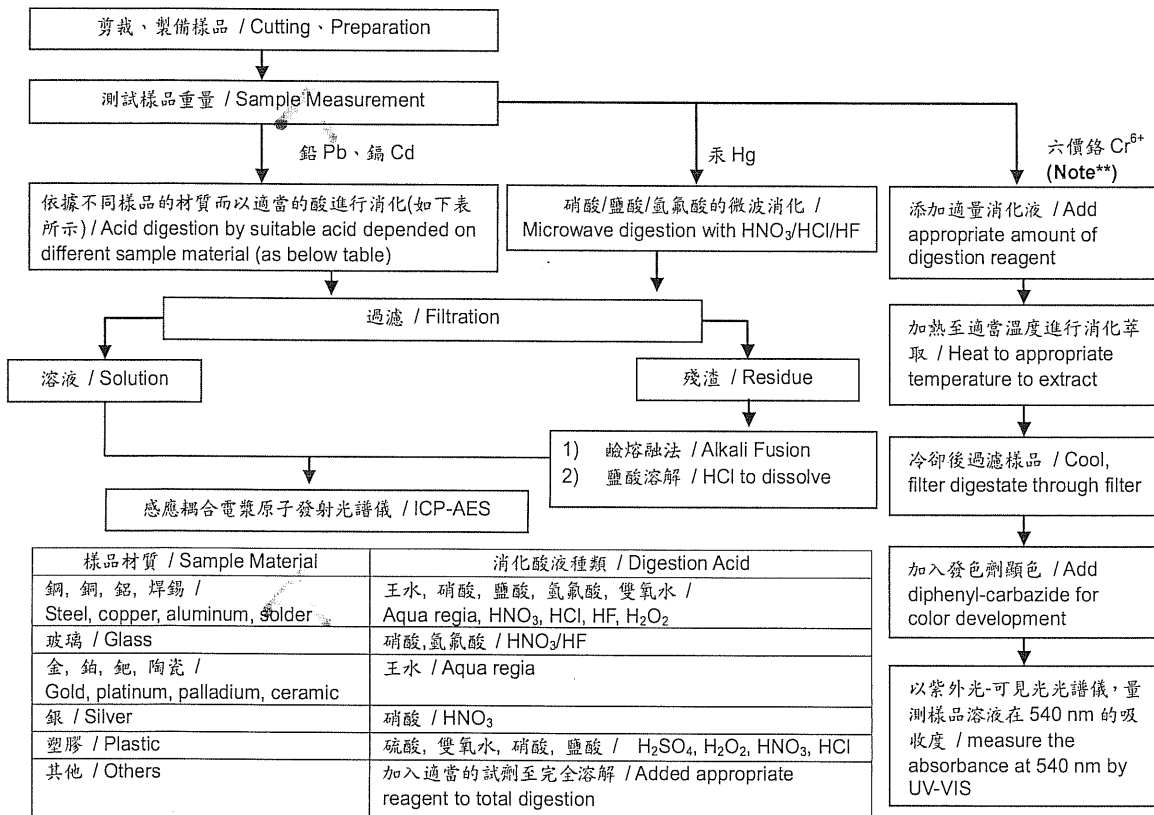 剪裁、製備樣品 / Cutting、Preparation
測試樣品重量 / Sample Measurement
鉛 Pb、鎘 Cd
汞 Hg
六價鉻 Cr⁶⁺
(Note**)
依據不同樣品的材質而以適當的酸進行消化(如下表
所示) / Acid digestion by suitable acid depended on
different sample material (as below table)
硝酸/鹽酸/氫氟酸的微波消化 /
Microwave digestion with HNO₃/HCl/HF
添加適量消化液 / Add
appropriate amount of
digestion reagent
過濾 / Filtration
加熱至適當溫度進行消化萃
取 / Heat to appropriate
temperature to extract
溶液 / Solution
殘渣 / Residue
1) 鹼熔融法 / Alkali Fusion
2) 鹽酸溶解 / HCl to dissolve
冷卻後過濾樣品 / Cool,
filter digestate through filter
感應耦合電漿原子發射光譜儀 / ICP-AES
加入發色劑顯色 / Add
diphenyl-carbazide for
color development
以紫外光-可見光光譜儀，量
測樣品溶液在 540 nm 的吸
收度 / measure the
absorbance at 540 nm by
UV-VIS
樣品材質 / Sample Material 消化酸液種類 / Digestion Acid
鋼, 銅, 鋁, 焊錫 / 王水, 硝酸, 鹽酸, 氫氟酸, 雙氧水 /
Steel, copper, aluminum, solder Aqua regia, HNO₃, HCl, HF, H₂O₂
玻璃 / Glass 硝酸,氫氟酸 / HNO₃/HF
金, 鉑, 鈀, 陶瓷 / 王水 / Aqua regia
Gold, platinum, palladium, ceramic
銀 / Silver 硝酸 / HNO₃
塑膠 / Plastic 硫酸, 雙氧水, 硝酸, 鹽酸 / H₂SO₄, H₂O₂, HNO₃, HCl
其他 / Others 加入適當的試劑至完全溶解 / Added appropriate
reagent to total digestion